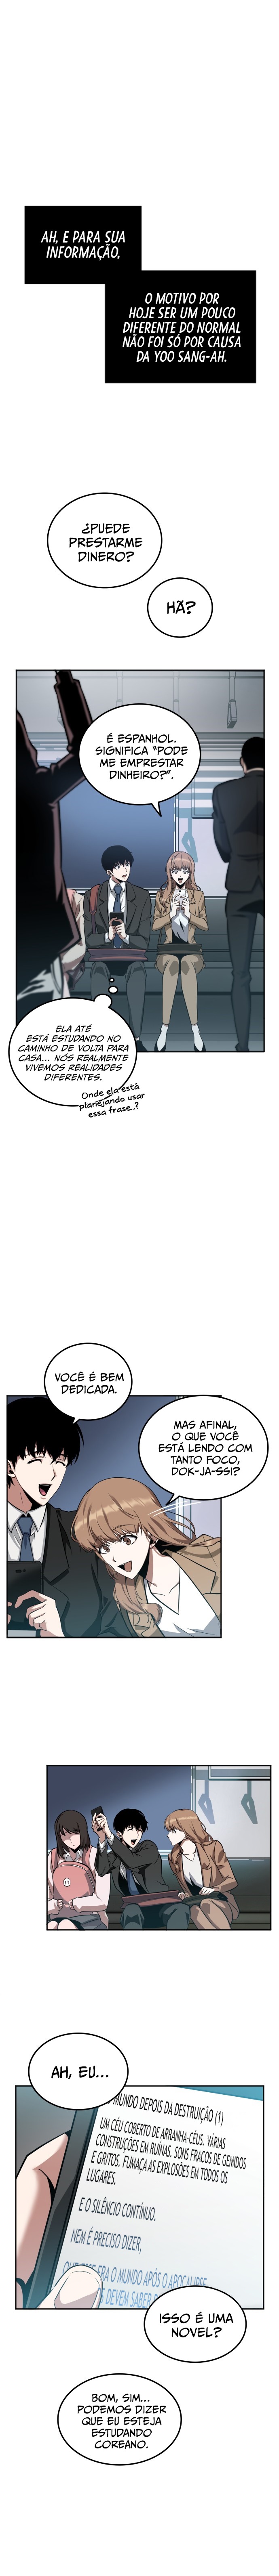 AH, E PARA SUA
INFORMAÇÃO,
O MOTIVO POR
HOJE SER UM POUCO
DIFERENTE DO NORMAL
NÃO FOI SÓ POR CAUSA
DA YOO SANG-AH.
¿PUEDE
PRESTARME
DINERO?
HÃ?
É ESPANHOL.
SIGNIFICA "PODE
ME EMPRESTAR
DINHEIRO?".
ELA ATÉ
ESTÁ ESTUDANDO NO
CAMINHO DE VOLTA PARA
CASA... NÓS REALMENTE
VIVEMOS REALIDADES
DIFERENTES.
Onde ela está
planejando usar
essa frase..?
VOCÊ É BEM
DEDICADA.
MAS AFINAL,
O QUE VOCÊ
ESTÁ LENDO COM
TANTO FOCO,
DOK-JA-SSI?
AH, EU...
MUNDO DEPOIS DA DESTRUIÇÃO (1)
UM CÉU COBERTO DE ARRANHA-CÉUS. VÁRIAS
CONSTRUÇÕES EM RUÍNAS. SONS FRACOS DE GEMIDOS
E GRITOS. FUMAÇA AS EXPLOSÕES EM TODOS OS
LUGARES.
E O SILÊNCIO CONTÍNUO.
NEM É PRECISO DIZER,
ERA O MUNDO APÓS O APOCALIPSE
DEVEM SABER
ISSO É UMA
NOVEL?
BOM, SIM...
PODEMOS DIZER
QUE EU ESTEJA
ESTUDANDO
COREANO.